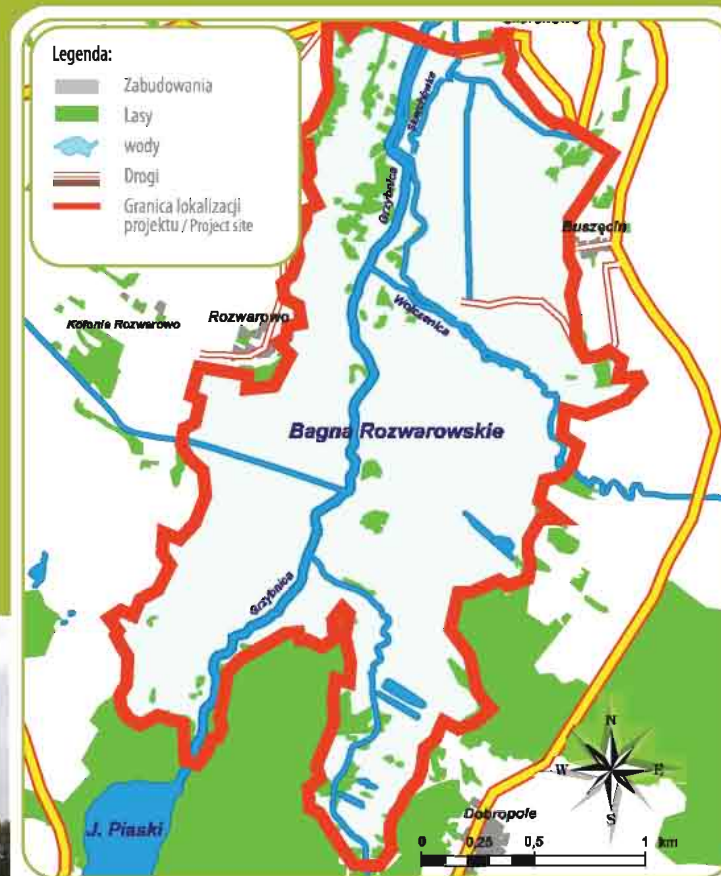 Legenda:
Zabudowania
Lasy
wody
Drogi
Granica lokalizacji
projektu / Project site
Grzybnica
Buszęcin
Kolonia Rozwarowo
Rozwarowo
Wołczenica
Bagna Rozwarowskie
Grzybnica
J. Piaski
Dobropole
N
W
E
S
0
0,25
0,5
1
km